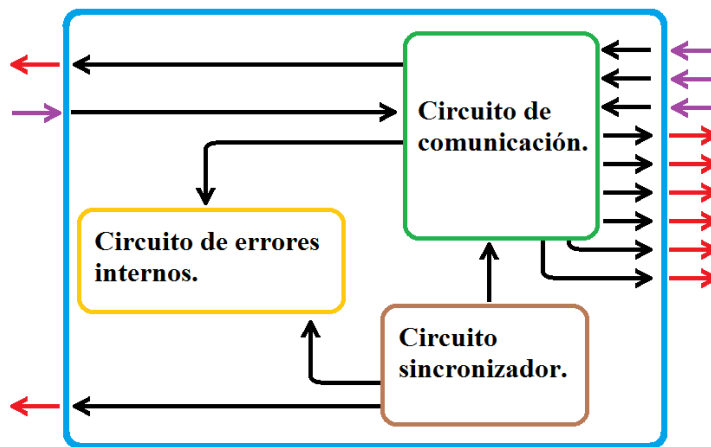 Circuito de
comunicación.
Circuito de errores
internos.
Circuito
sincronizador.